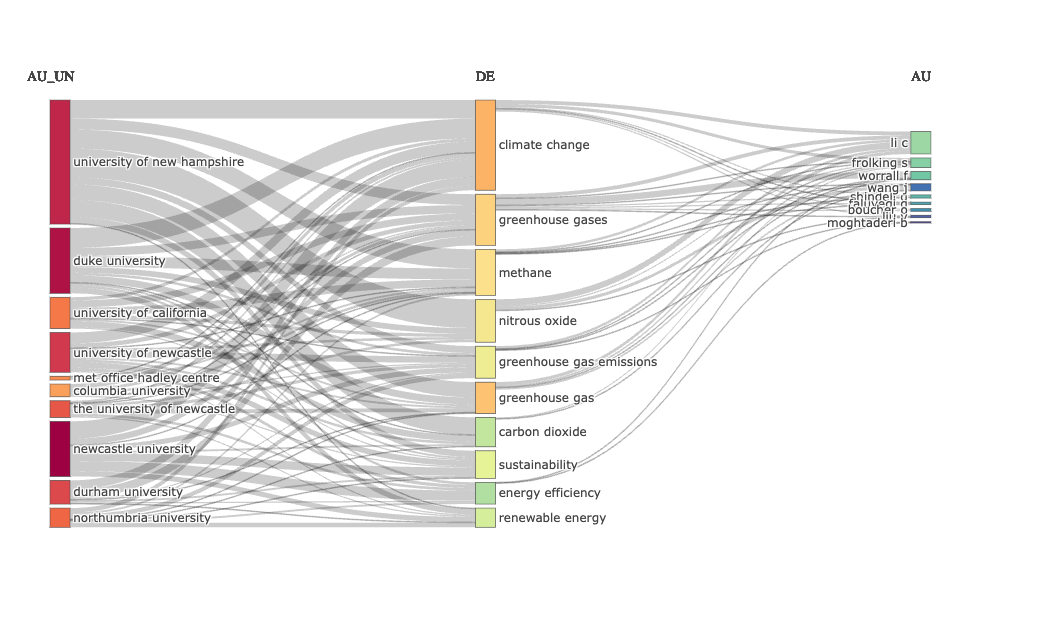 AU_UN
DE
AU
university of new hampshire
duke university
university of california
university of newcastle
met office hadley centre
columbia university
the university of newcastle
newcastle university
durham university
northumbria university
climate change
greenhouse gases
methane
nitrous oxide
greenhouse gas emissions
greenhouse gas
carbon dioxide
sustainability
energy efficiency
renewable energy
li c
frolking s
worrall f
wang j
shindell d
faluvegi g
boucher o
moghtaderi b